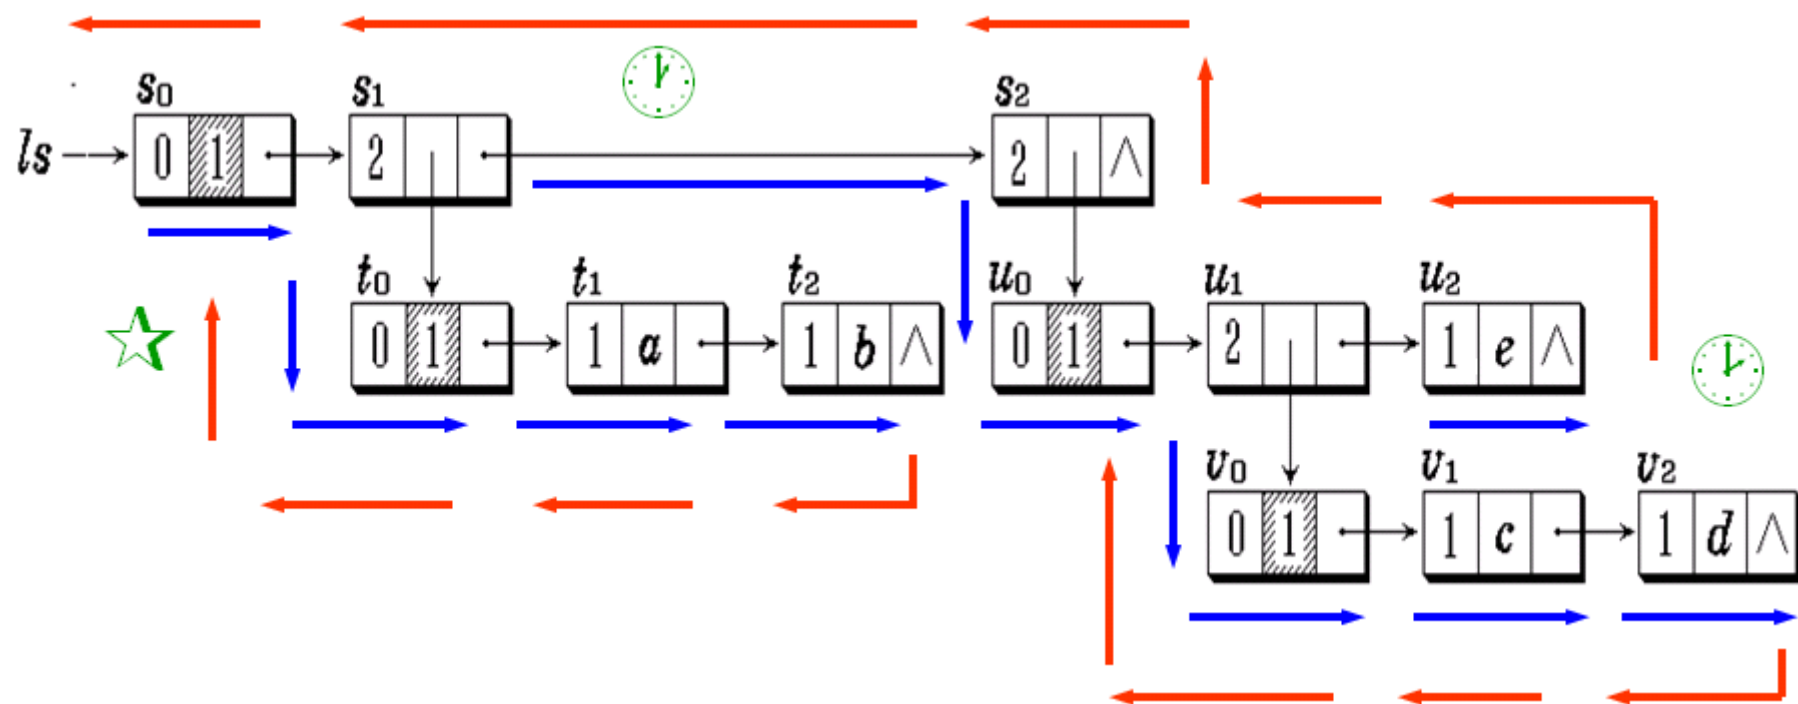 s0 s1 s2
ls 0 1 2 2 ∧
t0 t1 t2 u0 u1 u2
0 1 1 a 1 b ∧ 0 1 2 1 e ∧
v0 v1 v2
0 1 1 c 1 d ∧